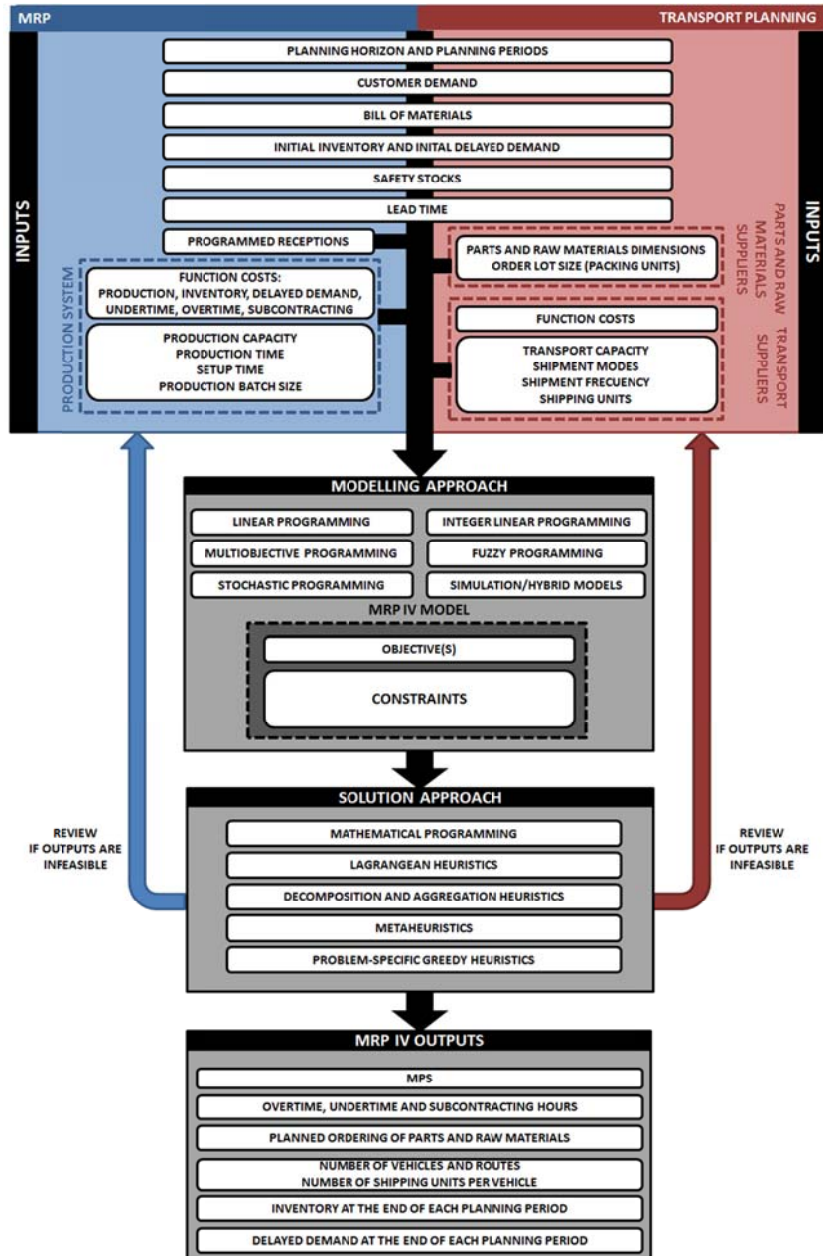 MRP
TRANSPORT PLANNING
INPUTS
INPUTS
PLANNING HORIZON AND PLANNING PERIODS
CUSTOMER DEMAND
BILL OF MATERIALS
INITIAL INVENTORY AND INITAL DELAYED DEMAND
SAFETY STOCKS
LEAD TIME
PROGRAMMED RECEPTIONS
PRODUCTION SYSTEM
FUNCTION COSTS:
PRODUCTION, INVENTORY, DELAYED DEMAND,
UNDERTIME, OVERTIME, SUBCONTRACTING
PRODUCTION CAPACITY
PRODUCTION TIME
SETUP TIME
PRODUCTION BATCH SIZE
PARTS AND RAW
MATERIALS
SUPPLIERS
PARTS AND RAW MATERIALS DIMENSIONS
ORDER LOT SIZE (PACKING UNITS)
TRANSPORT
SUPPLIERS
FUNCTION COSTS
TRANSPORT CAPACITY
SHIPMENT MODES
SHIPMENT FRECUENCY
SHIPPING UNITS
MODELLING APPROACH
LINEAR PROGRAMMING
INTEGER LINEAR PROGRAMMING
MULTIOBJECTIVE PROGRAMMING
FUZZY PROGRAMMING
STOCHASTIC PROGRAMMING
SIMULATION/HYBRID MODELS
MRP IV MODEL
OBJECTIVE(S)
CONSTRAINTS
SOLUTION APPROACH
MATHEMATICAL PROGRAMMING
LAGRANGEAN HEURISTICS
DECOMPOSITION AND AGGREGATION HEURISTICS
METAHEURISTICS
PROBLEM-SPECIFIC GREEDY HEURISTICS
REVIEW
IF OUTPUTS ARE
INFEASIBLE
REVIEW
IF OUTPUTS ARE
INFEASIBLE
MRP IV OUTPUTS
MPS
OVERTIME, UNDERTIME AND SUBCONTRACTING HOURS
PLANNED ORDERING OF PARTS AND RAW MATERIALS
NUMBER OF VEHICLES AND ROUTES
NUMBER OF SHIPPING UNITS PER VEHICLE
INVENTORY AT THE END OF EACH PLANNING PERIOD
DELAYED DEMAND AT THE END OF EACH PLANNING PERIOD